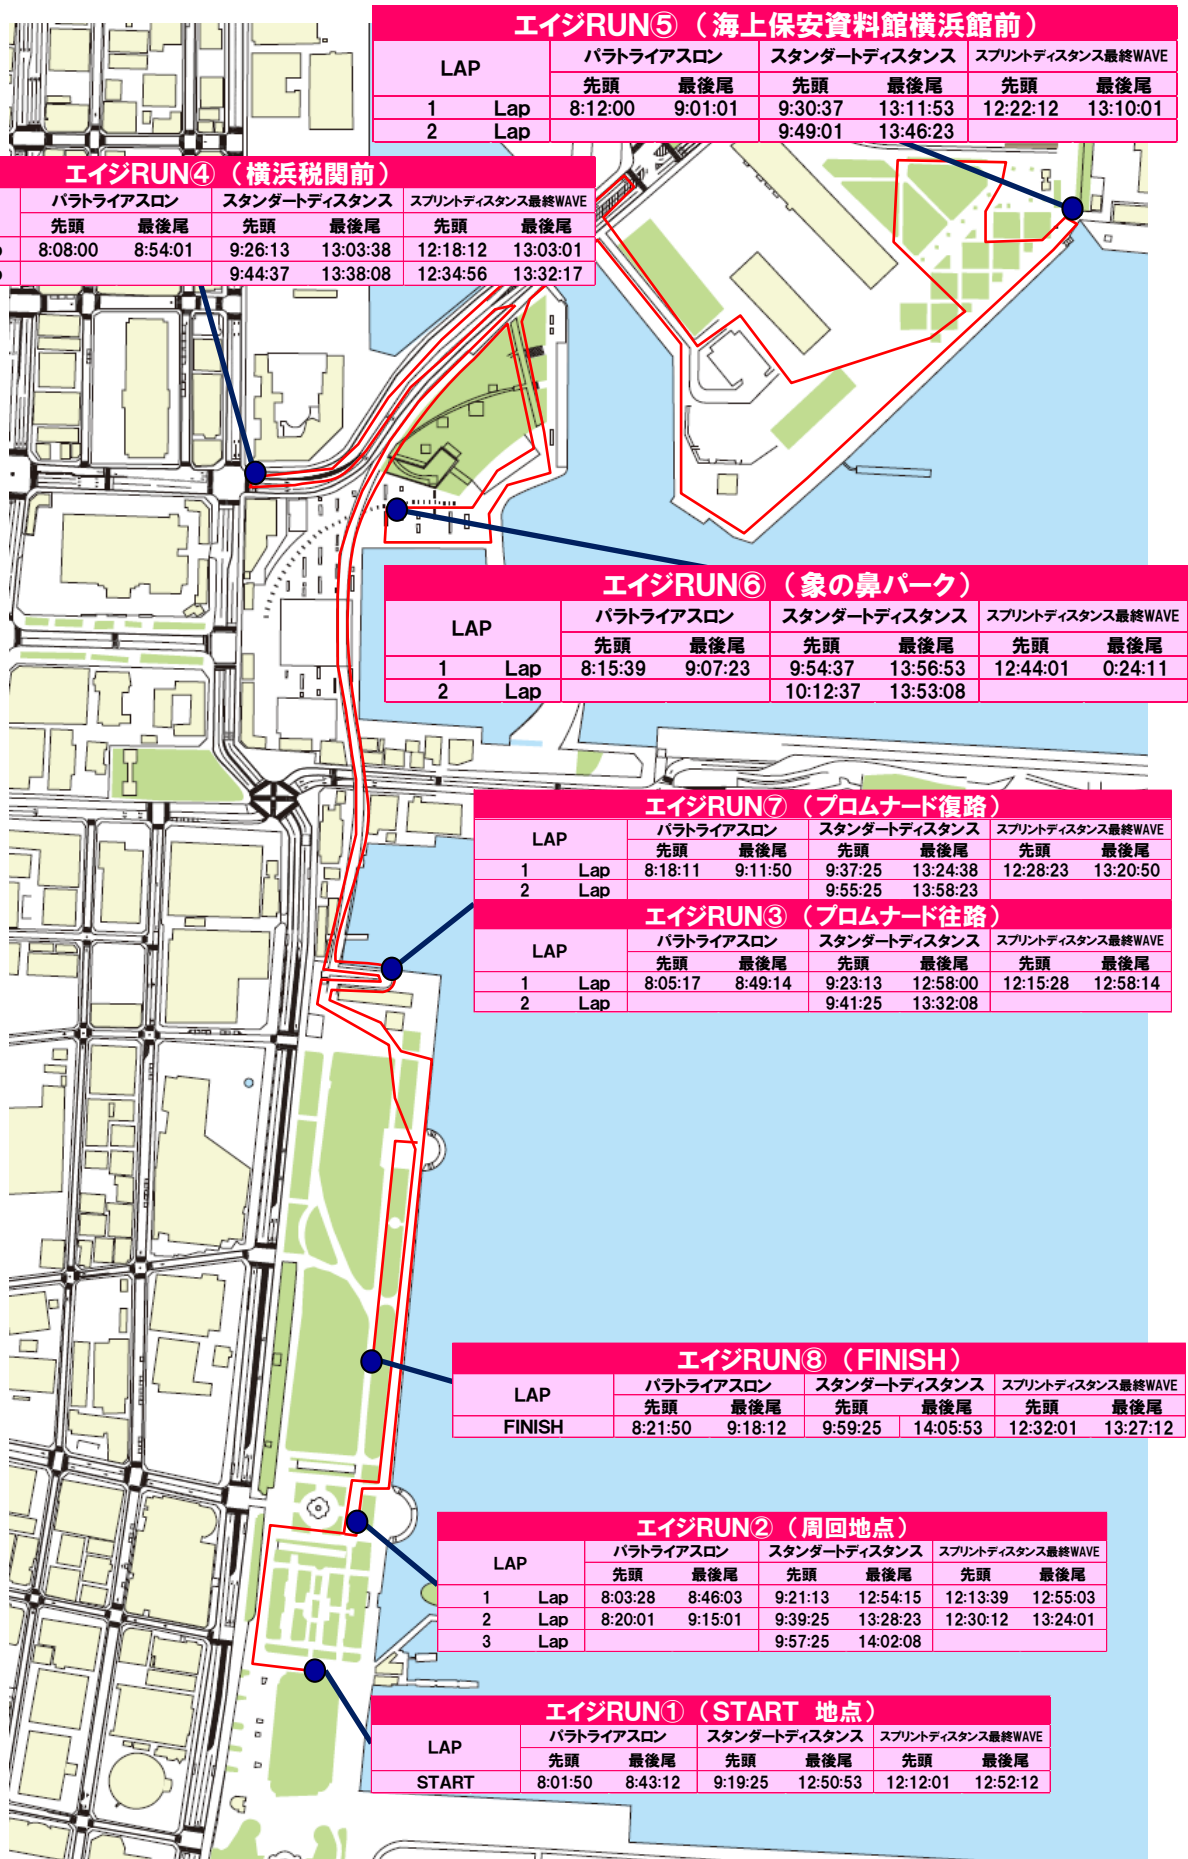 エイジRUN⑤（海上保安資料館横浜館前）
LAP パラトライアスロン スタンダートディスタンス スプリントディスタンス最終WAVE
先頭 最後尾 先頭 最後尾 先頭 最後尾
1 Lap 8:12:00 9:01:01 9:30:37 13:11:53 12:22:12 13:10:01
2 Lap 9:49:01 13:46:23
エイジRUN④（横浜税関前）
パラトライアスロン スタンダートディスタンス スプリントディスタンス最終WAVE
先頭 最後尾 先頭 最後尾 先頭 最後尾
8:08:00 8:54:01 9:26:13 13:03:38 12:18:12 13:03:01
9:44:37 13:38:08 12:34:56 13:32:17
エイジRUN⑥（象の鼻パーク）
LAP パラトライアスロン スタンダートディスタンス スプリントディスタンス最終WAVE
先頭 最後尾 先頭 最後尾 先頭 最後尾
1 Lap 8:15:39 9:07:23 9:54:37 13:56:53 12:44:01 0:24:11
2 Lap 10:12:37 13:53:08
エイジRUN⑦（プロムナード復路）
LAP パラトライアスロン スタンダートディスタンス スプリントディスタンス最終WAVE
先頭 最後尾 先頭 最後尾 先頭 最後尾
1 Lap 8:18:11 9:11:50 9:37:25 13:24:38 12:28:23 13:20:50
2 Lap 9:55:25 13:58:23
エイジRUN③（プロムナード往路）
LAP パラトライアスロン スタンダートディスタンス スプリントディスタンス最終WAVE
先頭 最後尾 先頭 最後尾 先頭 最後尾
1 Lap 8:05:17 8:49:14 9:23:13 12:58:00 12:15:28 12:58:14
2 Lap 9:41:25 13:32:08
エイジRUN⑧（FINISH）
LAP パラトライアスロン スタンダートディスタンス スプリントディスタンス最終WAVE
先頭 最後尾 先頭 最後尾 先頭 最後尾
FINISH 8:21:50 9:18:12 9:59:25 14:05:53 12:32:01 13:27:12
エイジRUN②（周回地点）
LAP パラトライアスロン スタンダートディスタンス スプリントディスタンス最終WAVE
先頭 最後尾 先頭 最後尾 先頭 最後尾
1 Lap 8:03:28 8:46:03 9:21:13 12:54:15 12:13:39 12:55:03
2 Lap 8:20:01 9:15:01 9:39:25 13:28:23 12:30:12 13:24:01
3 Lap 9:57:25 14:02:08
エイジRUN①（START 地点）
LAP パラトライアスロン スタンダートディスタンス スプリントディスタンス最終WAVE
先頭 最後尾 先頭 最後尾 先頭 最後尾
START 8:01:50 8:43:12 9:19:25 12:50:53 12:12:01 12:52:12